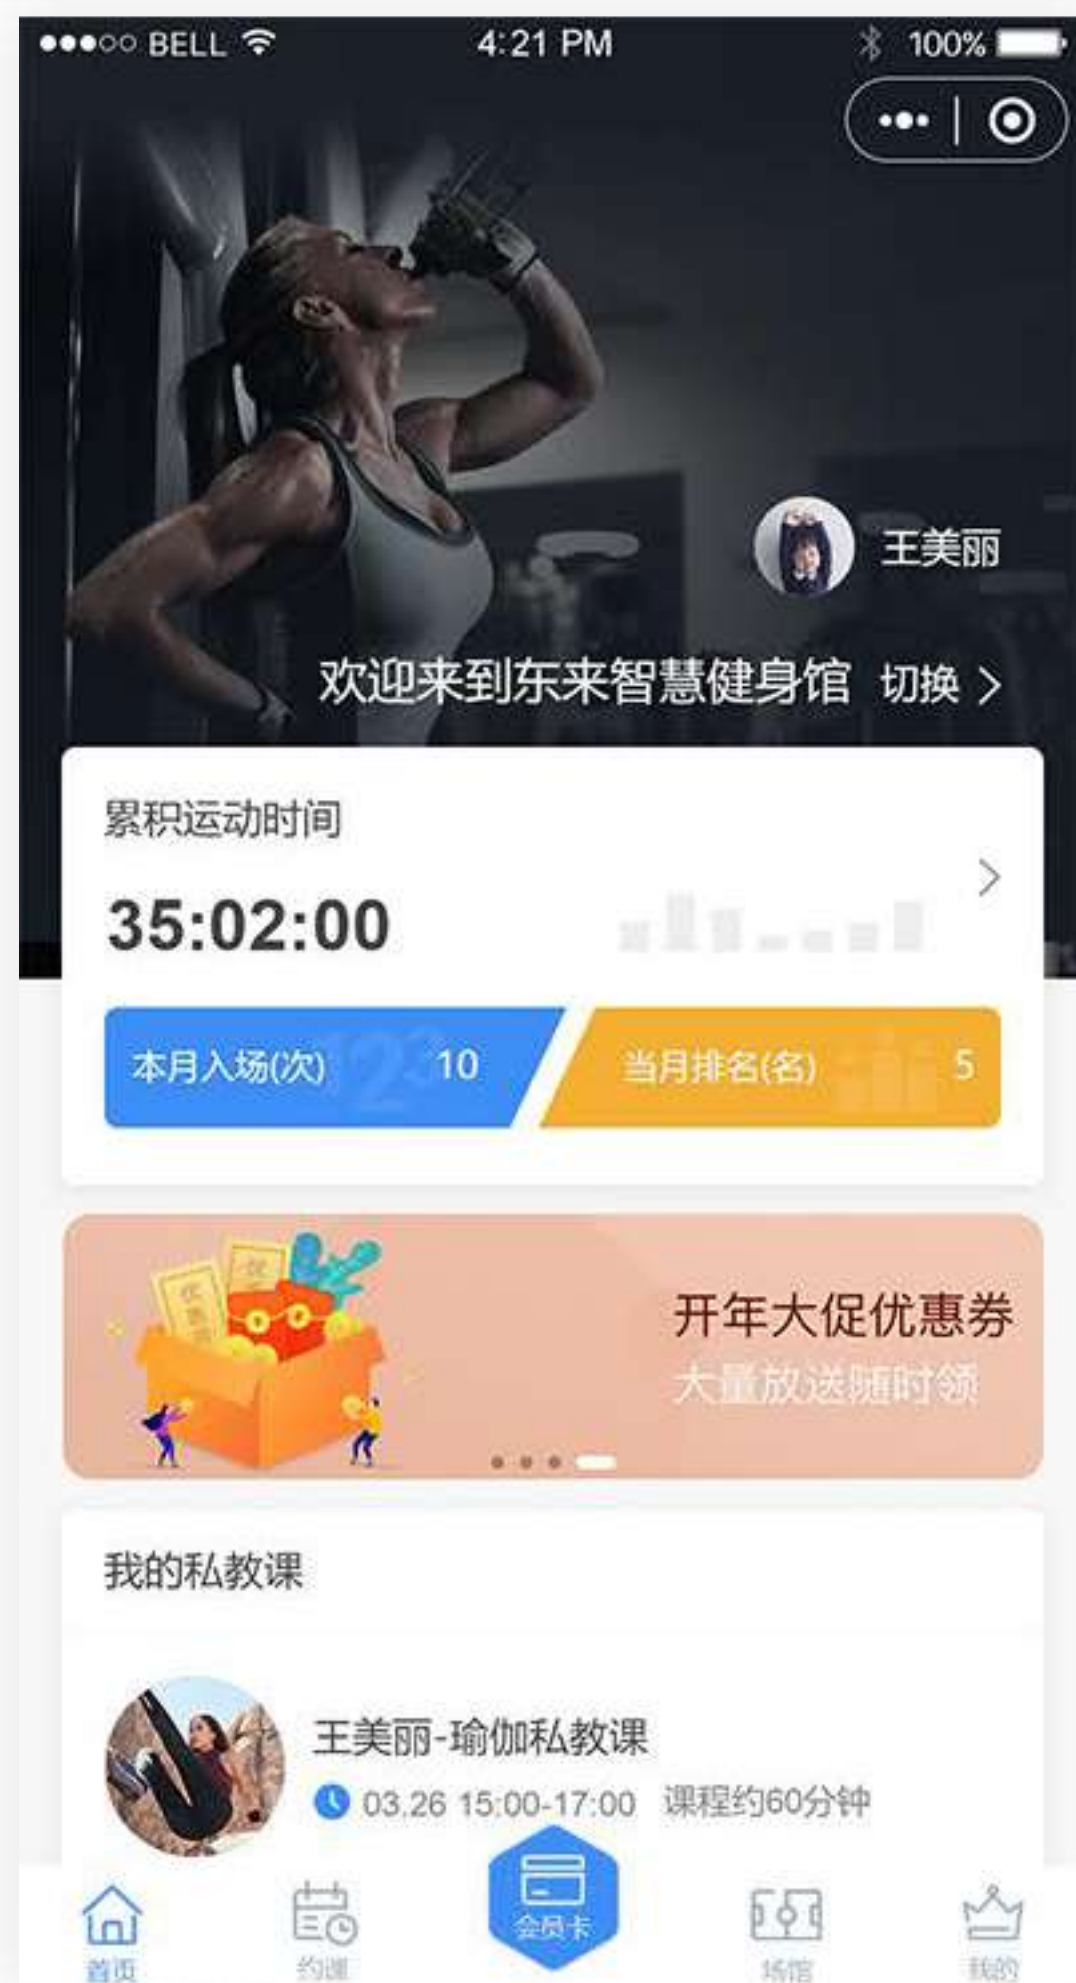 BELL 4:21 PM 100%
王美丽
欢迎来到东来智慧健身馆 切换
累积运动时间
35:02:00
本月入场(次) 10
当月排名(名) 5
开年大促优惠券
大量放送随时领
我的私教课
王美丽-瑜伽私教课
03.26 15:00-17:00 课程约60分钟
会员卡
首页 约课 场馆 我的